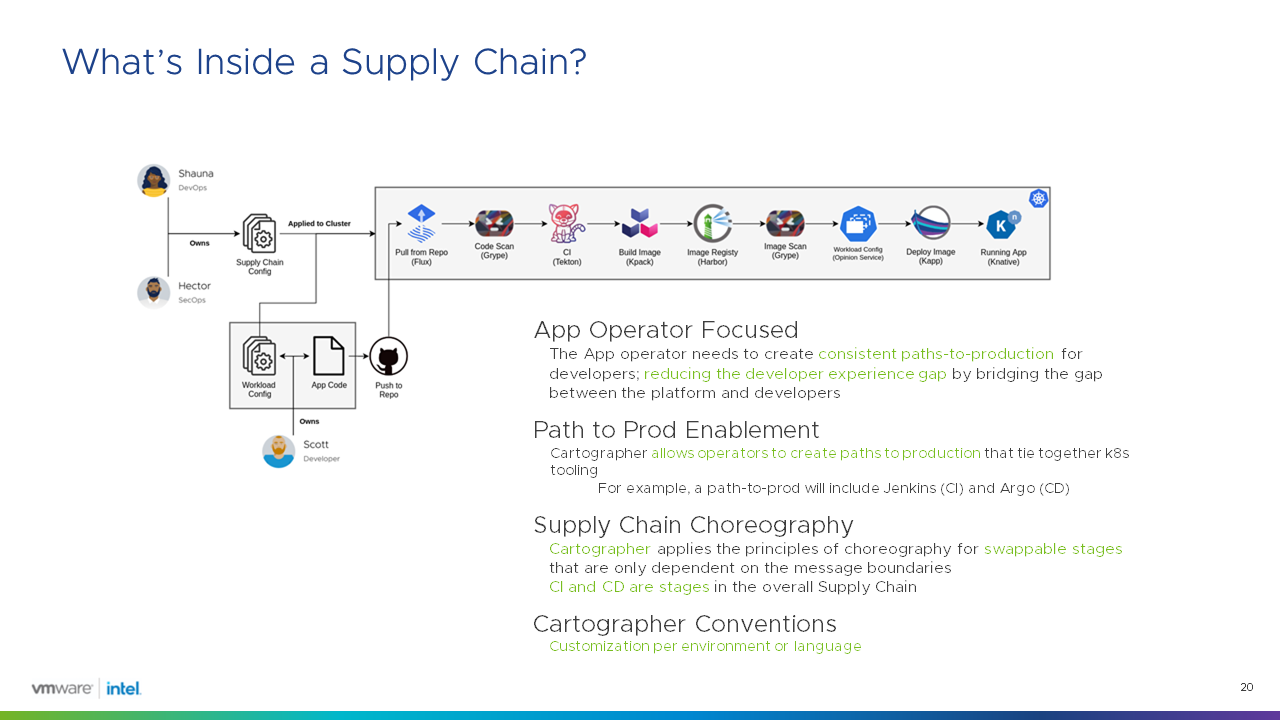 What's Inside a Supply Chain?
Shauna
DevOps
Owns
Hector
SecOps
Supply Chain
Config
Applied to Cluster
Pull from Repo
(Flux)
Code Scan
(Grype)
CI
(Tekton)
Build Image
(Kpack)
Image Registy
(Harbor)
Image Scan
(Grype)
Workload Config
(Opinion Service)
Deploy Image
(Kapp)
K
n
Running App
(Knative)
Workload
Config
App Code
Push to
Repo
Owns
Scott
Developer
App Operator Focused
The App operator needs to create consistent paths-to-production for
developers; reducing the developer experience gap by bridging the gap
between the platform and developers
Path to Prod Enablement
Cartographer allows operators to create paths to production that tie together k8s
tooling
For example, a path-to-prod will include Jenkins (CI) and Argo (CD)
Supply Chain Choreography
Cartographer applies the principles of choreography for swappable stages
that are only dependent on the message boundaries
CI and CD are stages in the overall Supply Chain
Cartographer Conventions
Customization per environment or language
vmware intel.
20